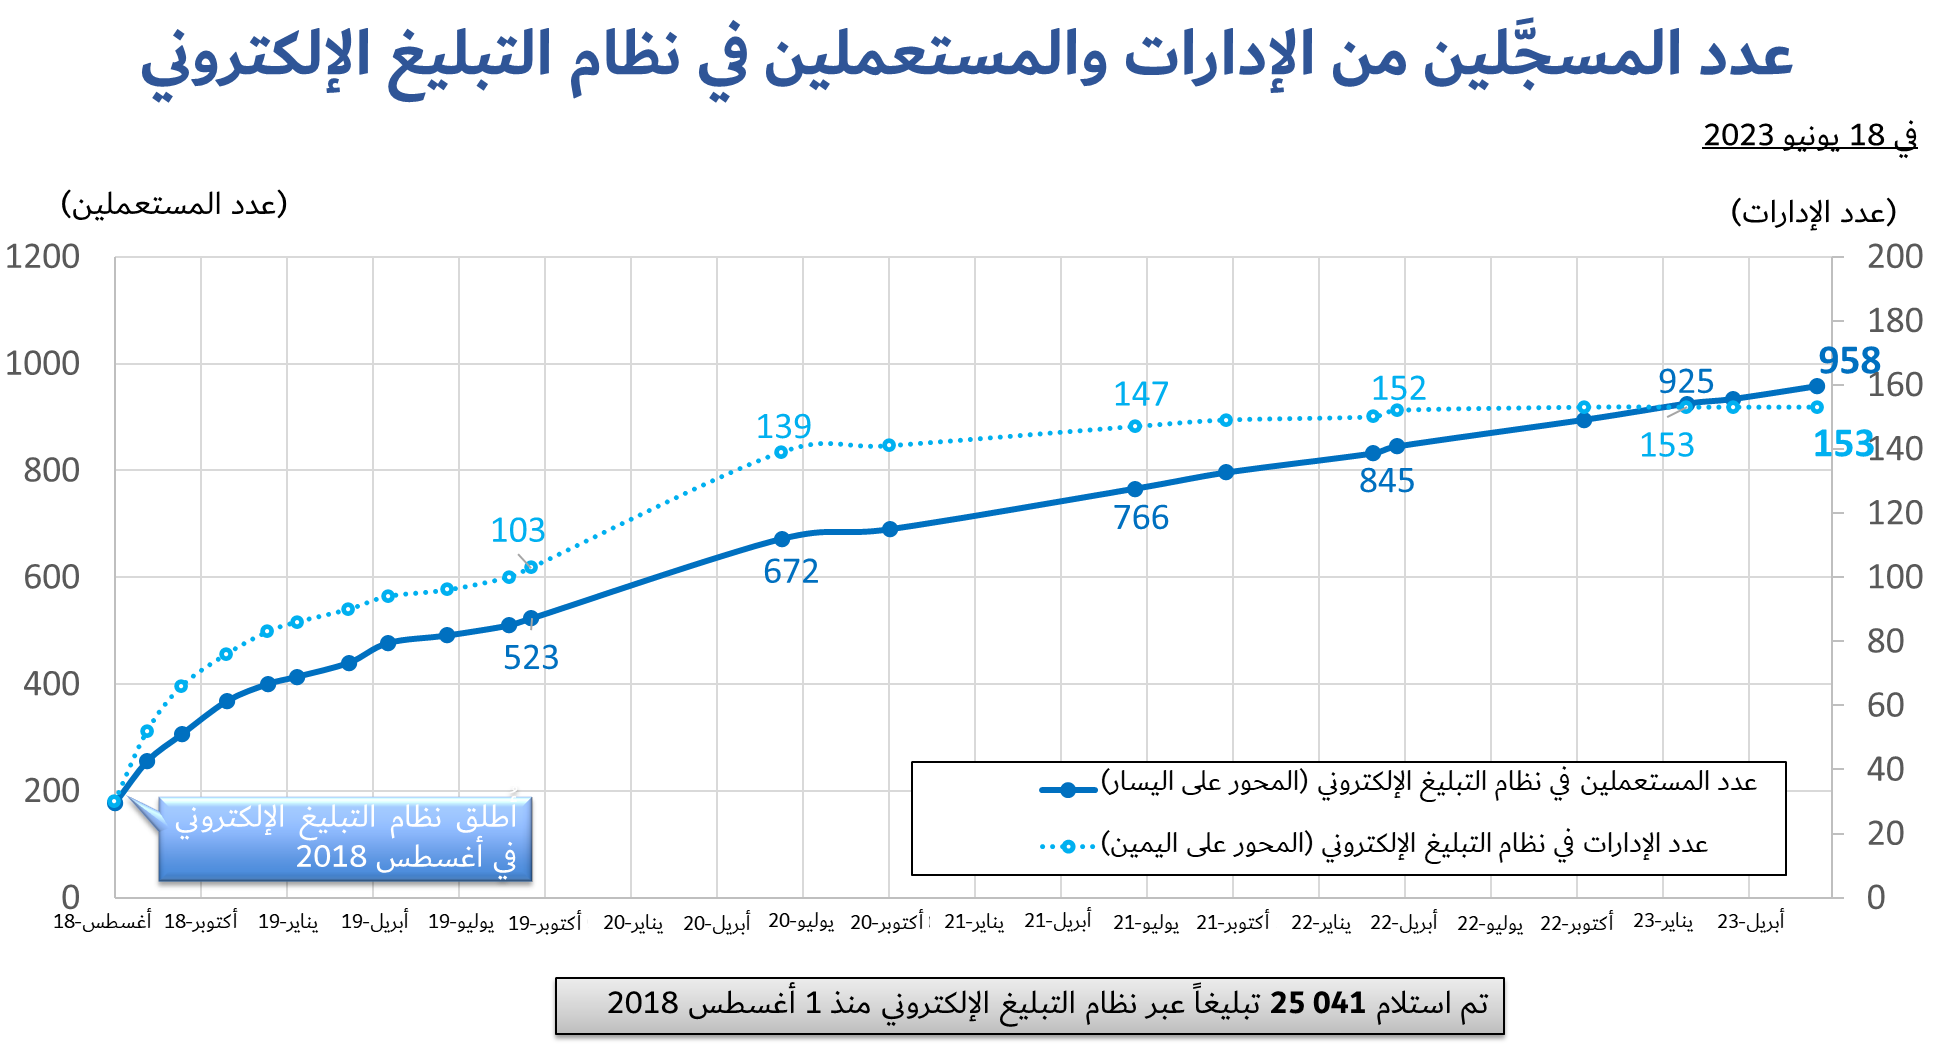 عدد المسجَّلين من الإدارات والمستعملين في نظام التبليغ الإلكتروني
في 18 يونيو 2023
(عدد الإدارات)
(عدد المستعملين)
1200
1000
800
600
400
200
0
200
180
160
140
120
100
80
60
40
20
0
103
139
147
152
153
153
523
672
766
845
925
958
أُطلق نظام التبليغ الإلكتروني
في أغسطس 2018
عدد المستعملين في نظام التبليغ الإلكتروني (المحور على اليسار)
عدد الإدارات في نظام التبليغ الإلكتروني (المحور على اليمين)
أغسطس-18
أكتوبر-18
يناير-19
أبريل-19
يوليو-19
أكتوبر-19
يناير-20
أبريل-20
يوليو-20
أكتوبر-20
يناير-21
أبريل-21
يوليو-21
أكتوبر-21
يناير-22
أبريل-22
يوليو-22
أكتوبر-22
يناير-23
أبريل-23
تم استلام 041 25 تبليغاً عبر نظام التبليغ الإلكتروني منذ 1 أغسطس 2018